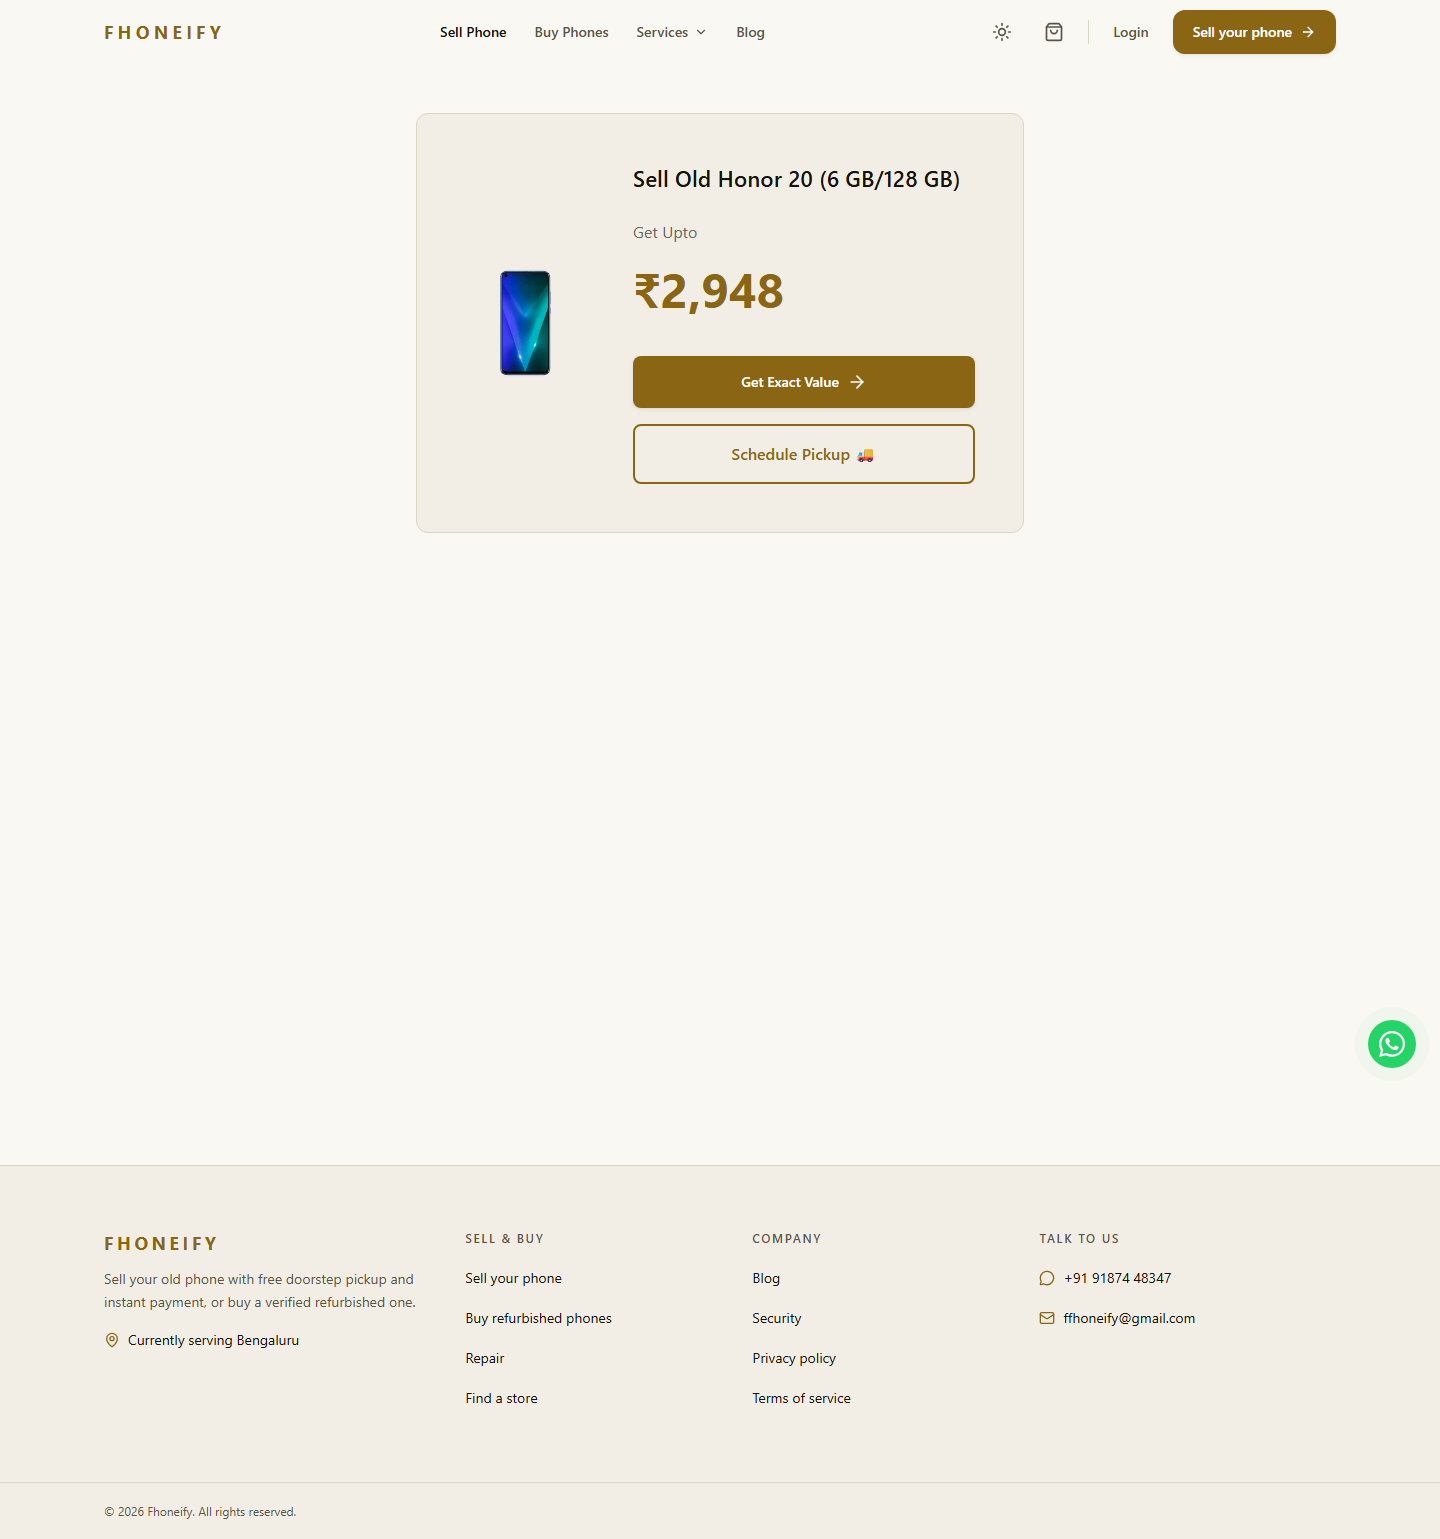 FHONEIFY
Sell Phone
Buy Phones
Services
Blog
Login
Sell your phone
Sell Old Honor 20 (6 GB/128 GB)
Get Upto
₹2,948
Get Exact Value
Schedule Pickup 🚚
FHONEIFY
Sell your old phone with free doorstep pickup and
instant payment, or buy a verified refurbished one.
Currently serving Bengaluru
SELL & BUY
Sell your phone
Buy refurbished phones
Repair
Find a store
COMPANY
Blog
Security
Privacy policy
Terms of service
TALK TO US
+91 91874 48347
ffhoneify@gmail.com
© 2026 Fhoneify. All rights reserved.